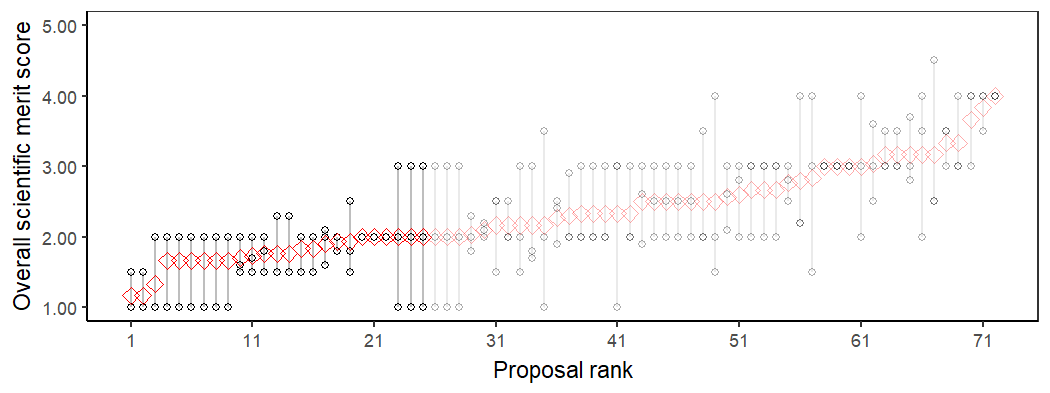 Overall scientific merit score
5.00
4.00
3.00
2.00
1.00
1 11 21 31 41 51 61 71
Proposal rank